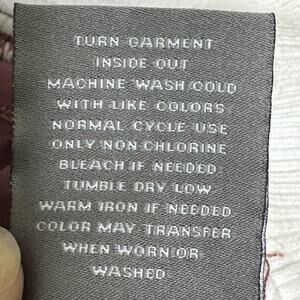 TURN GARMENT
INSIDE OUT
MACHINE WASH COLD
WITH LIKE COLORS
NORMAL CYCLE USE
ONLY NON CHLORINE
BLEACH IF NEEDED
TUMBLE DRY LOW
WARM IRON IF NEEDED
COLOR MAY TRANSFER
WHEN WORN OR
WASHED